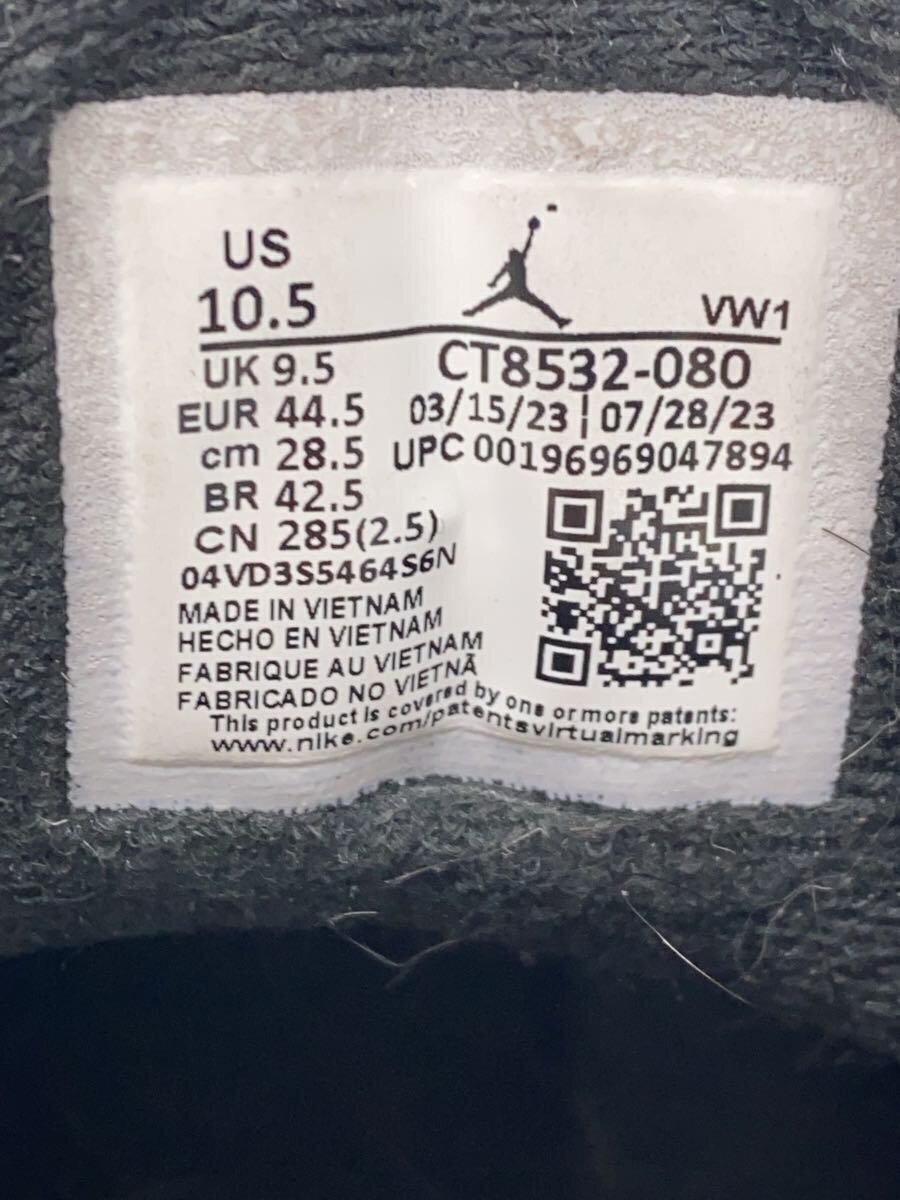 US
10.5
VW1
UK 9.5
CT8532-080
EUR 44.5
03/15/23 | 07/28/23
cm 28.5
UPC 00196969047894
BR 42.5
CN 285(2.5)
04VD3S5464S6N
MADE IN VIETNAM
HECHO EN VIETNAM
FABRIQUE AU VIETNAM
FABRICADO NO VIETNÃ
This product is covered by one or more patents:
www.nike.com/patentsvirtualmarking